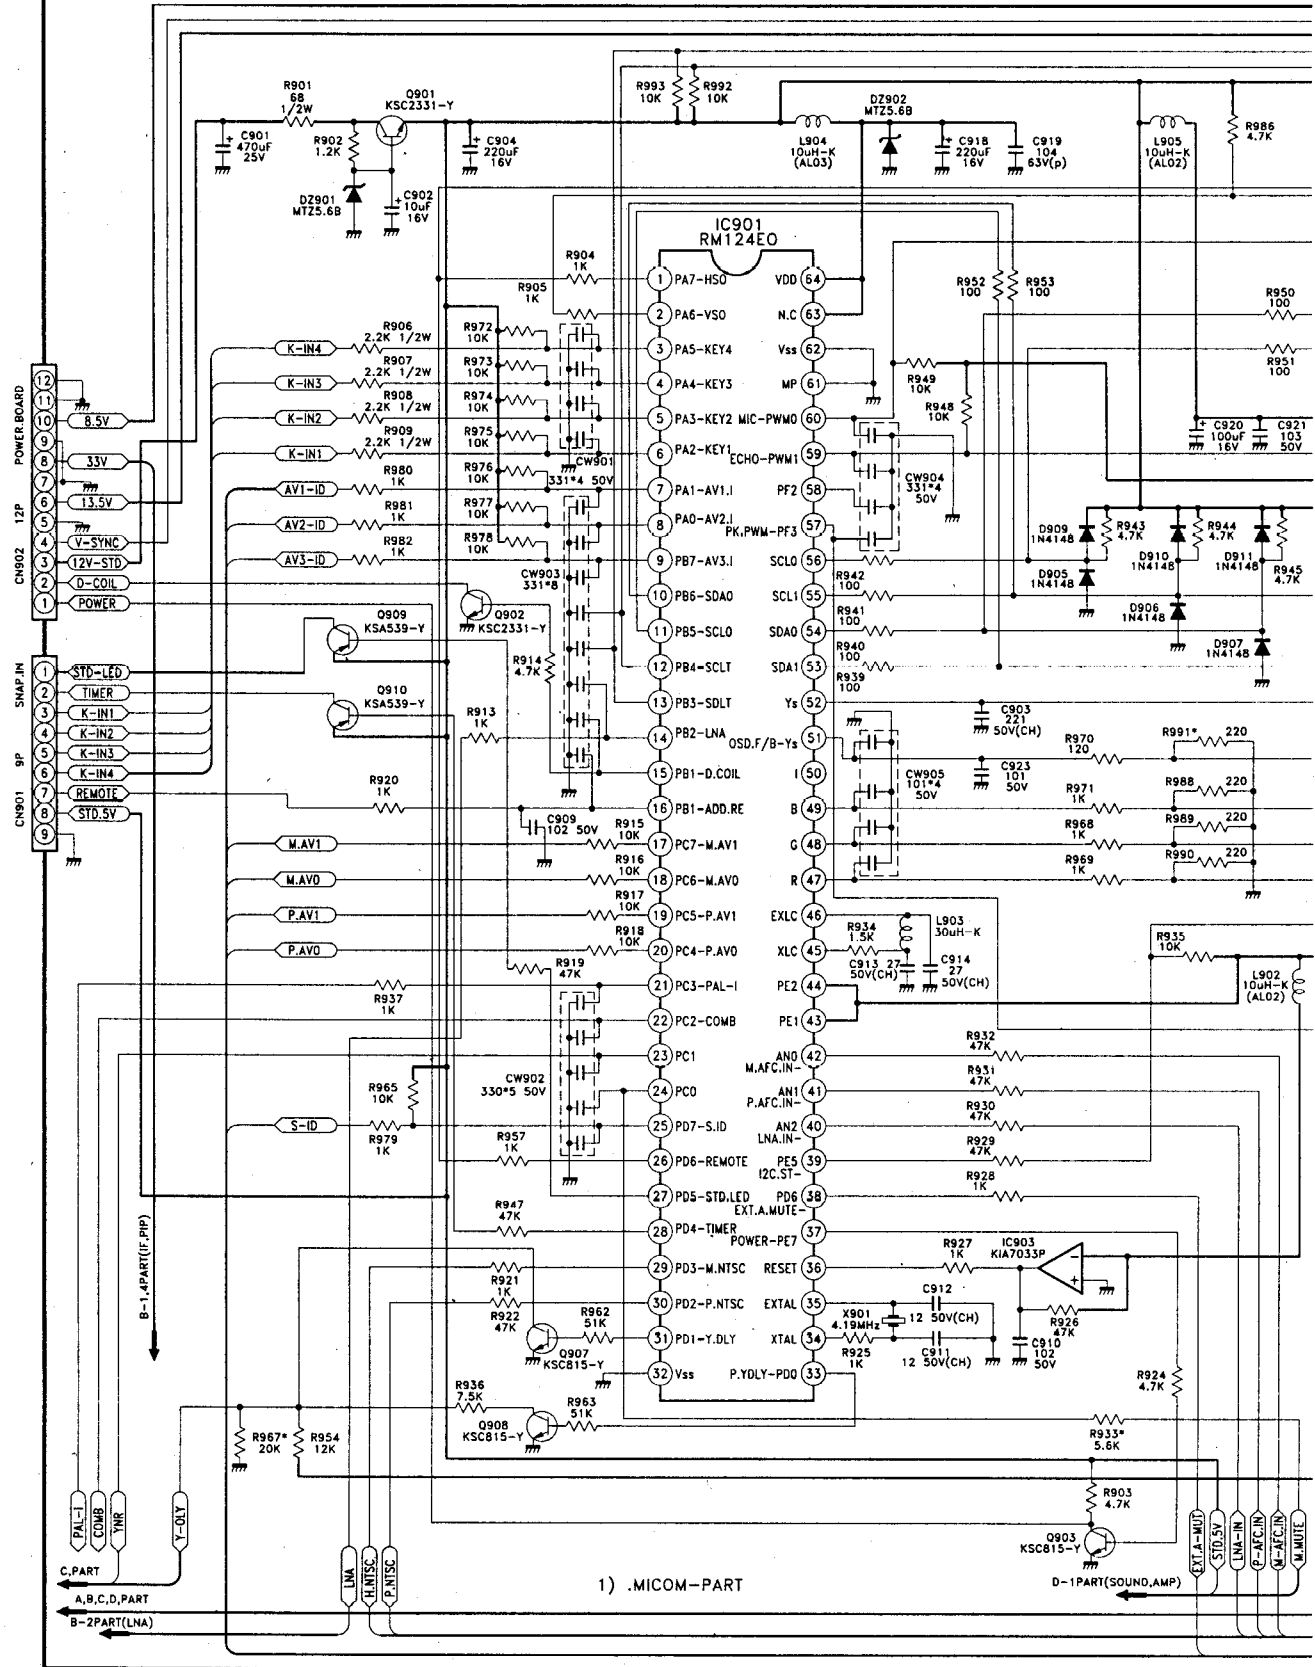 R901
68
1/2W
Q901
KSC2331-Y
R993
10K
R992
10K
DZ902
MTZ5.6B
R986
4.7K
C901
470uF
25V
R902
1.2K
C904
220uF
16V
L904
10uH-K
(AL03)
C918
220uF
16V
C919
104
63V(p)
L905
10uH-K
(AL02)
DZ901
MTZ5.6B
C902
10uF
16V
IC901
RM124EO
R904
1K
R905
1K
R952
100
R953
100
R950
100
R951
100
1 PA7-HSO
2 PA6-VSO
3 PA5-KEY4
4 PA4-KEY3
5 PA3-KEY2
6 PA2-KEY1
7 PA1-AV1.I
8 PA0-AV2.I
9 PB7-AV3.I
10 PB6-SDA0
11 PB5-SCL0
12 PB4-SCLT
13 PB3-SDLT
14 PB2-LNA
15 PB1-D.COIL
16 PB1-ADD.RE
17 PC7-M.AV1
18 PC6-M.AV0
19 PC5-P.AV1
20 PC4-P.AV0
21 PC3-PAL-I
22 PC2-COMB
23 PC1
24 PC0
25 PD7-S.ID
26 PD6-REMOTE
27 PD5-STD.LED
28 PD4-TIMER
29 PD3-M.NTSC
30 PD2-P.NTSC
31 PD1-Y.DLY
32 Vss
VDD 64
N.C 63
Vss 62
MP 61
MIC-PWM0 60
ECHO-PWM1 59
PF2 58
PK.PWM-PF3 57
SCL0 56
SCL1 55
SDA0 54
SDA1 53
Ys 52
OSD.F/B-Ys 51
I 50
B 49
G 48
R 47
EXLC 46
XLC 45
PE2 44
PE1 43
AN0 42
M.AFC.IN-
AN1 41
P.AFC.IN-
AN2 40
LNA.IN-
PE5 39
I2C.ST-
PD6 38
EXT.A.MUTE-
POWER-PE7 37
RESET 36
EXTAL 35
XTAL 34
P.YDLY-PD0 33
K-IN4
R906
2.2K 1/2W
K-IN3
R907
2.2K 1/2W
K-IN2
R908
2.2K 1/2W
K-IN1
R909
2.2K 1/2W
AV1-ID
R980
1K
AV2-ID
R981
1K
AV3-ID
R982
1K
R972
10K
R973
10K
R974
10K
R975
10K
R976
10K
R977
10K
R978
10K
CW901
331*4 50V
CW903
331*8
R949
10K
R948
10K
CW904
331*4
50V
C920
100uF
16V
C921
103
50V
D909
1N4148
R943
4.7K
D910
1N4148
R944
4.7K
D911
1N4148
R945
4.7K
D905
1N4148
D906
1N4148
D907
1N4148
R942
100
R941
100
R940
100
R939
100
POWER.BOARD
12P
CN902
12
11
10 8.5V
9
8 33V
7
6 13.5V
5
4 V-SYNC
3 12V-STD
2 D-COIL
1 POWER
SNAP.IN
9P
CN901
1 STD-LED
2 TIMER
3 K-IN1
4 K-IN2
5 K-IN3
6 K-IN4
7 REMOTE
8 STD.5V
9
Q909
KSA539-Y
Q902
KSC2331-Y
R914
4.7K
Q910
KSA539-Y
R913
1K
R920
1K
C909
102 50V
C903
221
50V(CH)
C923
101
50V
CW905
101*4
50V
R970
120
R971
1K
R968
1K
R969
1K
R991* 220
R988 220
R989 220
R990 220
M.AV1
R915
10K
M.AV0
R916
10K
P.AV1
R917
10K
P.AV0
R918
10K
R919
47K
R937
1K
R934
1.5K
L903
30uH-K
C913 27
50V(CH)
C914
27
50V(CH)
R935
10K
L902
10uH-K
(AL02)
CW902
330*5 50V
R965
10K
S-ID
R979
1K
R957
1K
R932
47K
R931
47K
R930
47K
R929
47K
R928
1K
R947
47K
R921
1K
R922
47K
R962
51K
Q907
KSC815-Y
R963
51K
Q908
KSC815-Y
R936
7.5K
R967*
20K
R954
12K
R927
1K
IC903
KIA7033P
X901
4.19MHz
C912
12 50V(CH)
C911
12 50V(CH)
R925
1K
R926
47K
C910
102
50V
R924
4.7K
R933*
5.6K
R903
4.7K
Q903
KSC815-Y
B-1,4PART(IF,PIP)
PAL-I
COMB
YNR
Y-DLY
LNA
H.NTSC
P.NTSC
EXT.A-MUT
STD.5V
LNA-IN
P-AFC.IN
M-AFC.IN
M.MUTE
C,PART
A,B,C,D,PART
B-2PART(LNA)
1) .MICOM-PART
D-1PART(SOUND,AMP)